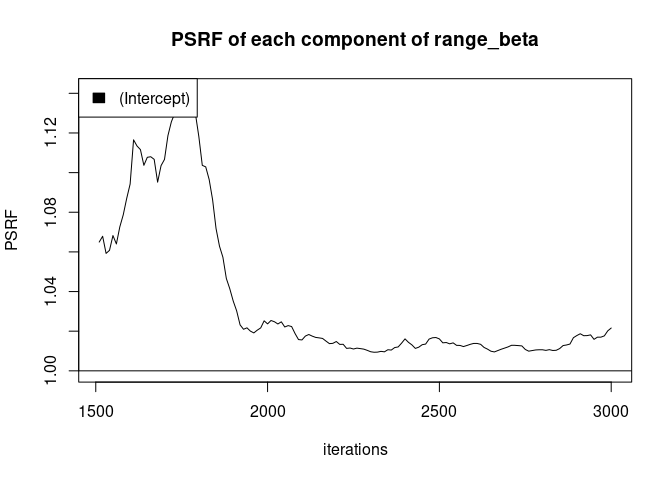 PSRF of each component of range_beta
(Intercept)
PSRF
1.12
1.08
1.04
1.00
1500 2000 2500 3000
iterations